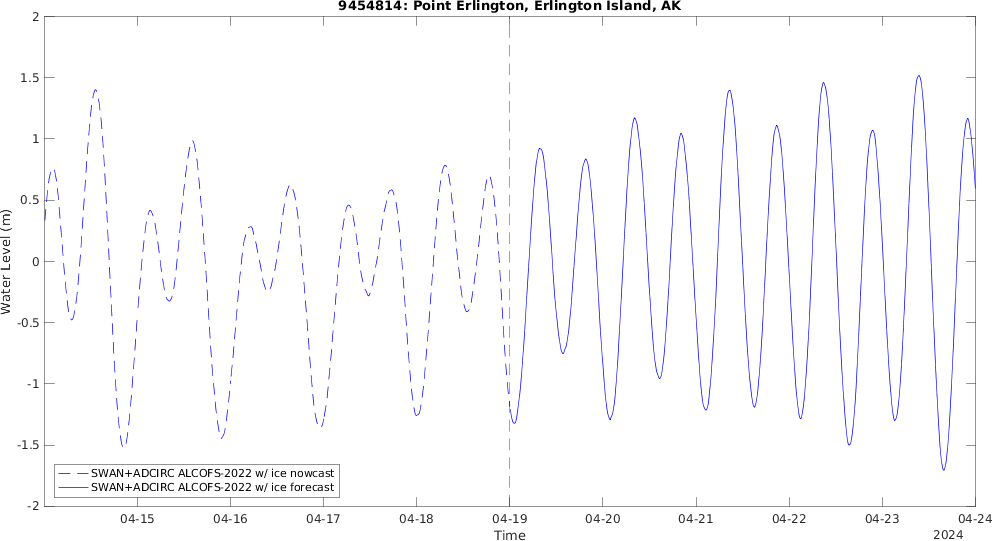 9454814: Point Erlington, Erlington Island, AK
2
1.5
1
0.5
0
-0.5
-1
-1.5
-2
Water Level (m)
SWAN+ADCIRC ALCOFS-2022 w/ ice nowcast
SWAN+ADCIRC ALCOFS-2022 w/ ice forecast
04-15 04-16 04-17 04-18 04-19 04-20 04-21 04-22 04-23 04-24
Time
2024